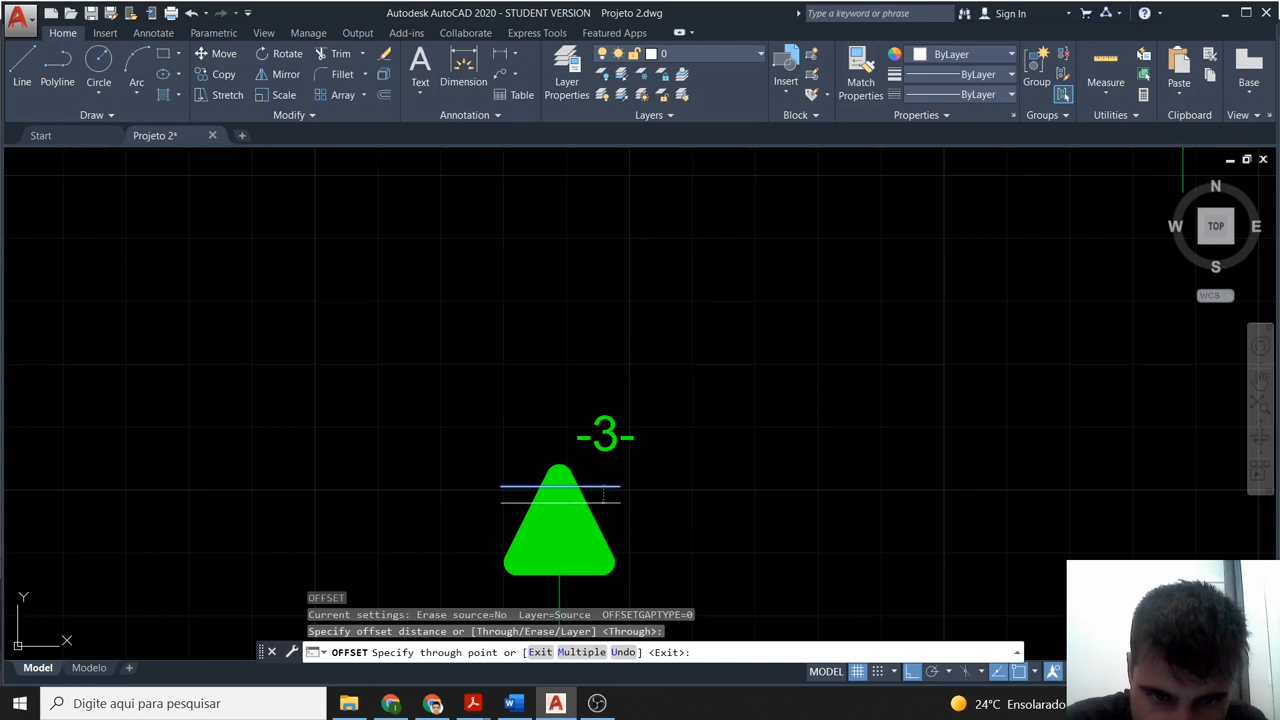 Autodesk AutoCAD 2020 - STUDENT VERSION Projeto 2.dwg
Type a keyword or phrase
Sign In
Home Insert Annotate Parametric View Manage Output Add-ins Collaborate Express Tools Featured Apps
Line Polyline Circle Arc
Move Rotate Trim
Copy Mirror Fillet
Stretch Scale Array
Text Dimension Table
Layer Properties
0
Insert
Match Properties
ByLayer
ByLayer
ByLayer
Group
Measure
Paste
Base
Draw Modify Annotation Layers Block Properties Groups Utilities Clipboard View
Start Projeto 2*
N
W TOP E
S
WCS
-3-
Y
X
OFFSET
Current settings: Erase source=No Layer=Source OFFSETGAPTYPE=0
Specify offset distance or [Through/Erase/Layer] <Through>:
OFFSET Specify through point or [Exit Multiple Undo] <Exit>:
Model Modelo
MODEL
Digite aqui para pesquisar
24°C Ensolarado